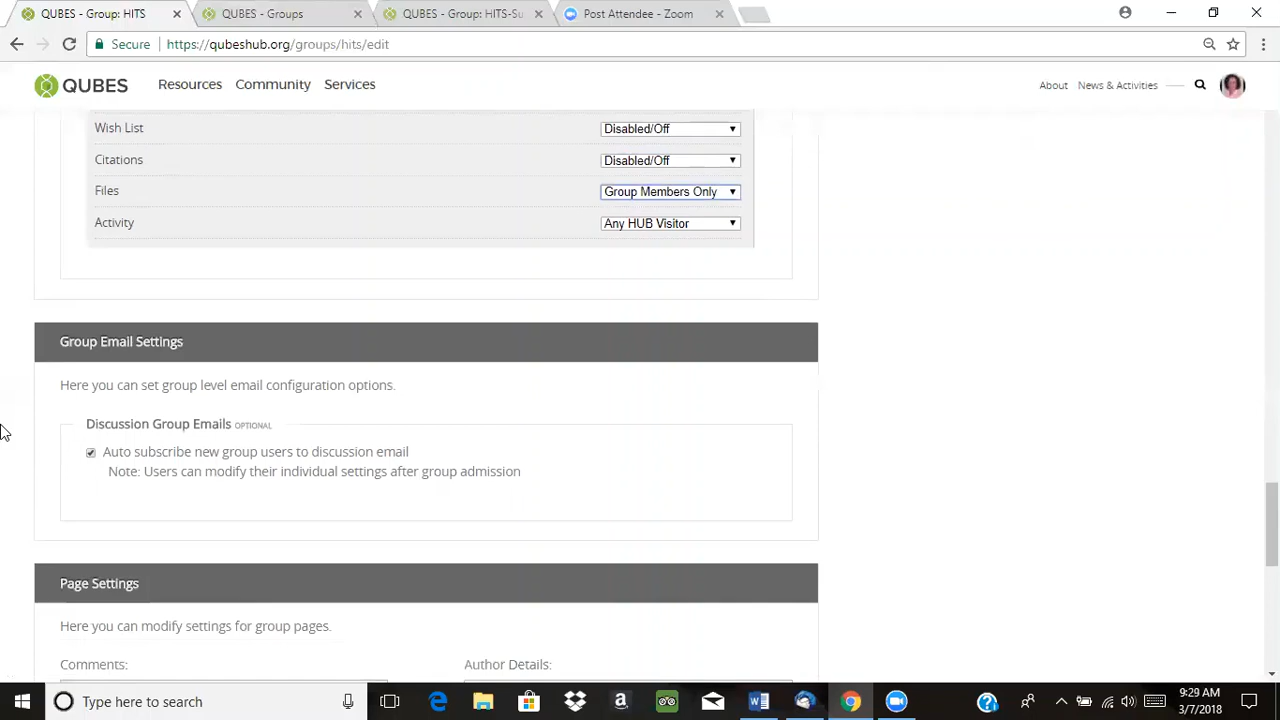 QUBES - Group: HITS
QUBES - Groups
QUBES - Group: HITS-Su
Post Attendee - Zoom
Secure
https://qubeshub.org/groups/hits/edit
QUBES
Resources
Community
Services
About
News & Activities
Wish List
Disabled/Off
Citations
Disabled/Off
Files
Group Members Only
Activity
Any HUB Visitor
Group Email Settings
Here you can set group level email configuration options.
Discussion Group Emails OPTIONAL
Auto subscribe new group users to discussion email
Note: Users can modify their individual settings after group admission
Page Settings
Here you can modify settings for group pages.
Comments:
Author Details:
Type here to search
9:29 AM
3/7/2018